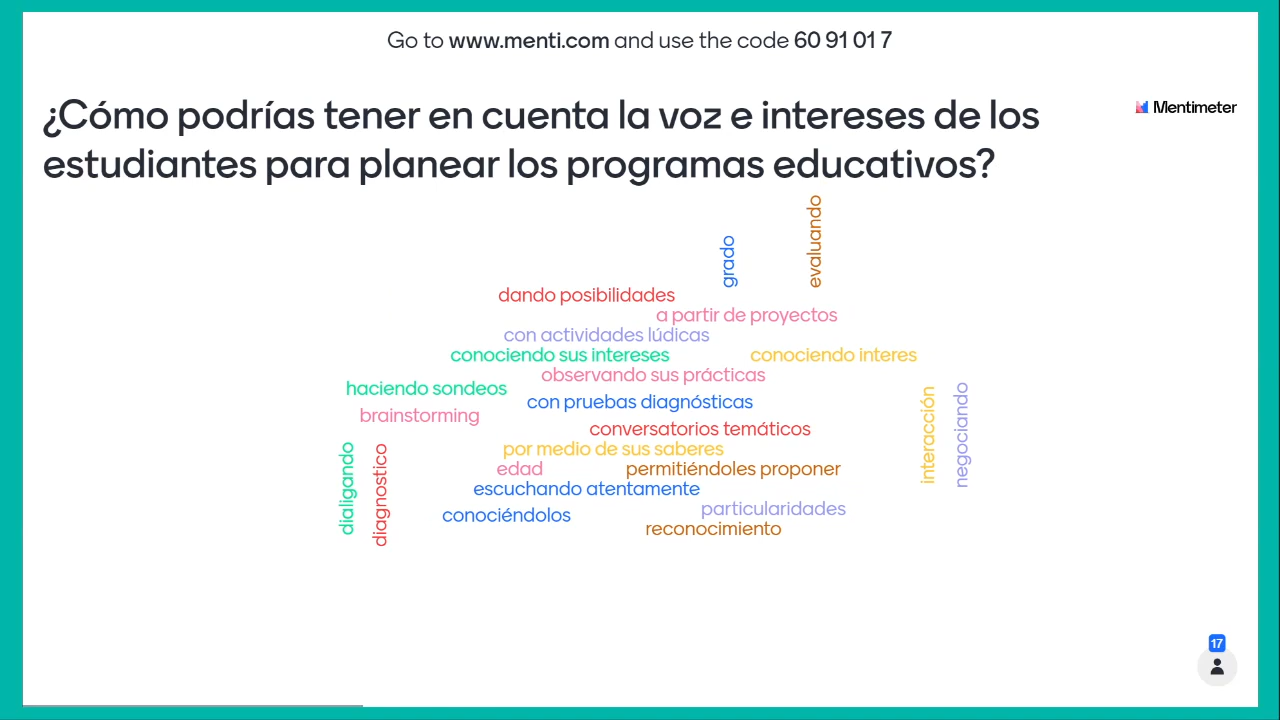 Go to www.menti.com and use the code 60 91 01 7
¿Cómo podrías tener en cuenta la voz e intereses de los
estudiantes para planear los programas educativos?
Mentimeter
grado
evaluando
dando posibilidades
a partir de proyectos
con actividades lúdicas
conociendo sus intereses
conociendo interes
observando sus prácticas
haciendo sondeos
con pruebas diagnósticas
brainstorming
conversatorios temáticos
interacción
negociando
dialigando
diagnostico
por medio de sus saberes
edad
permitiéndoles proponer
escuchando atentamente
particularidades
conociéndolos
reconocimiento
17